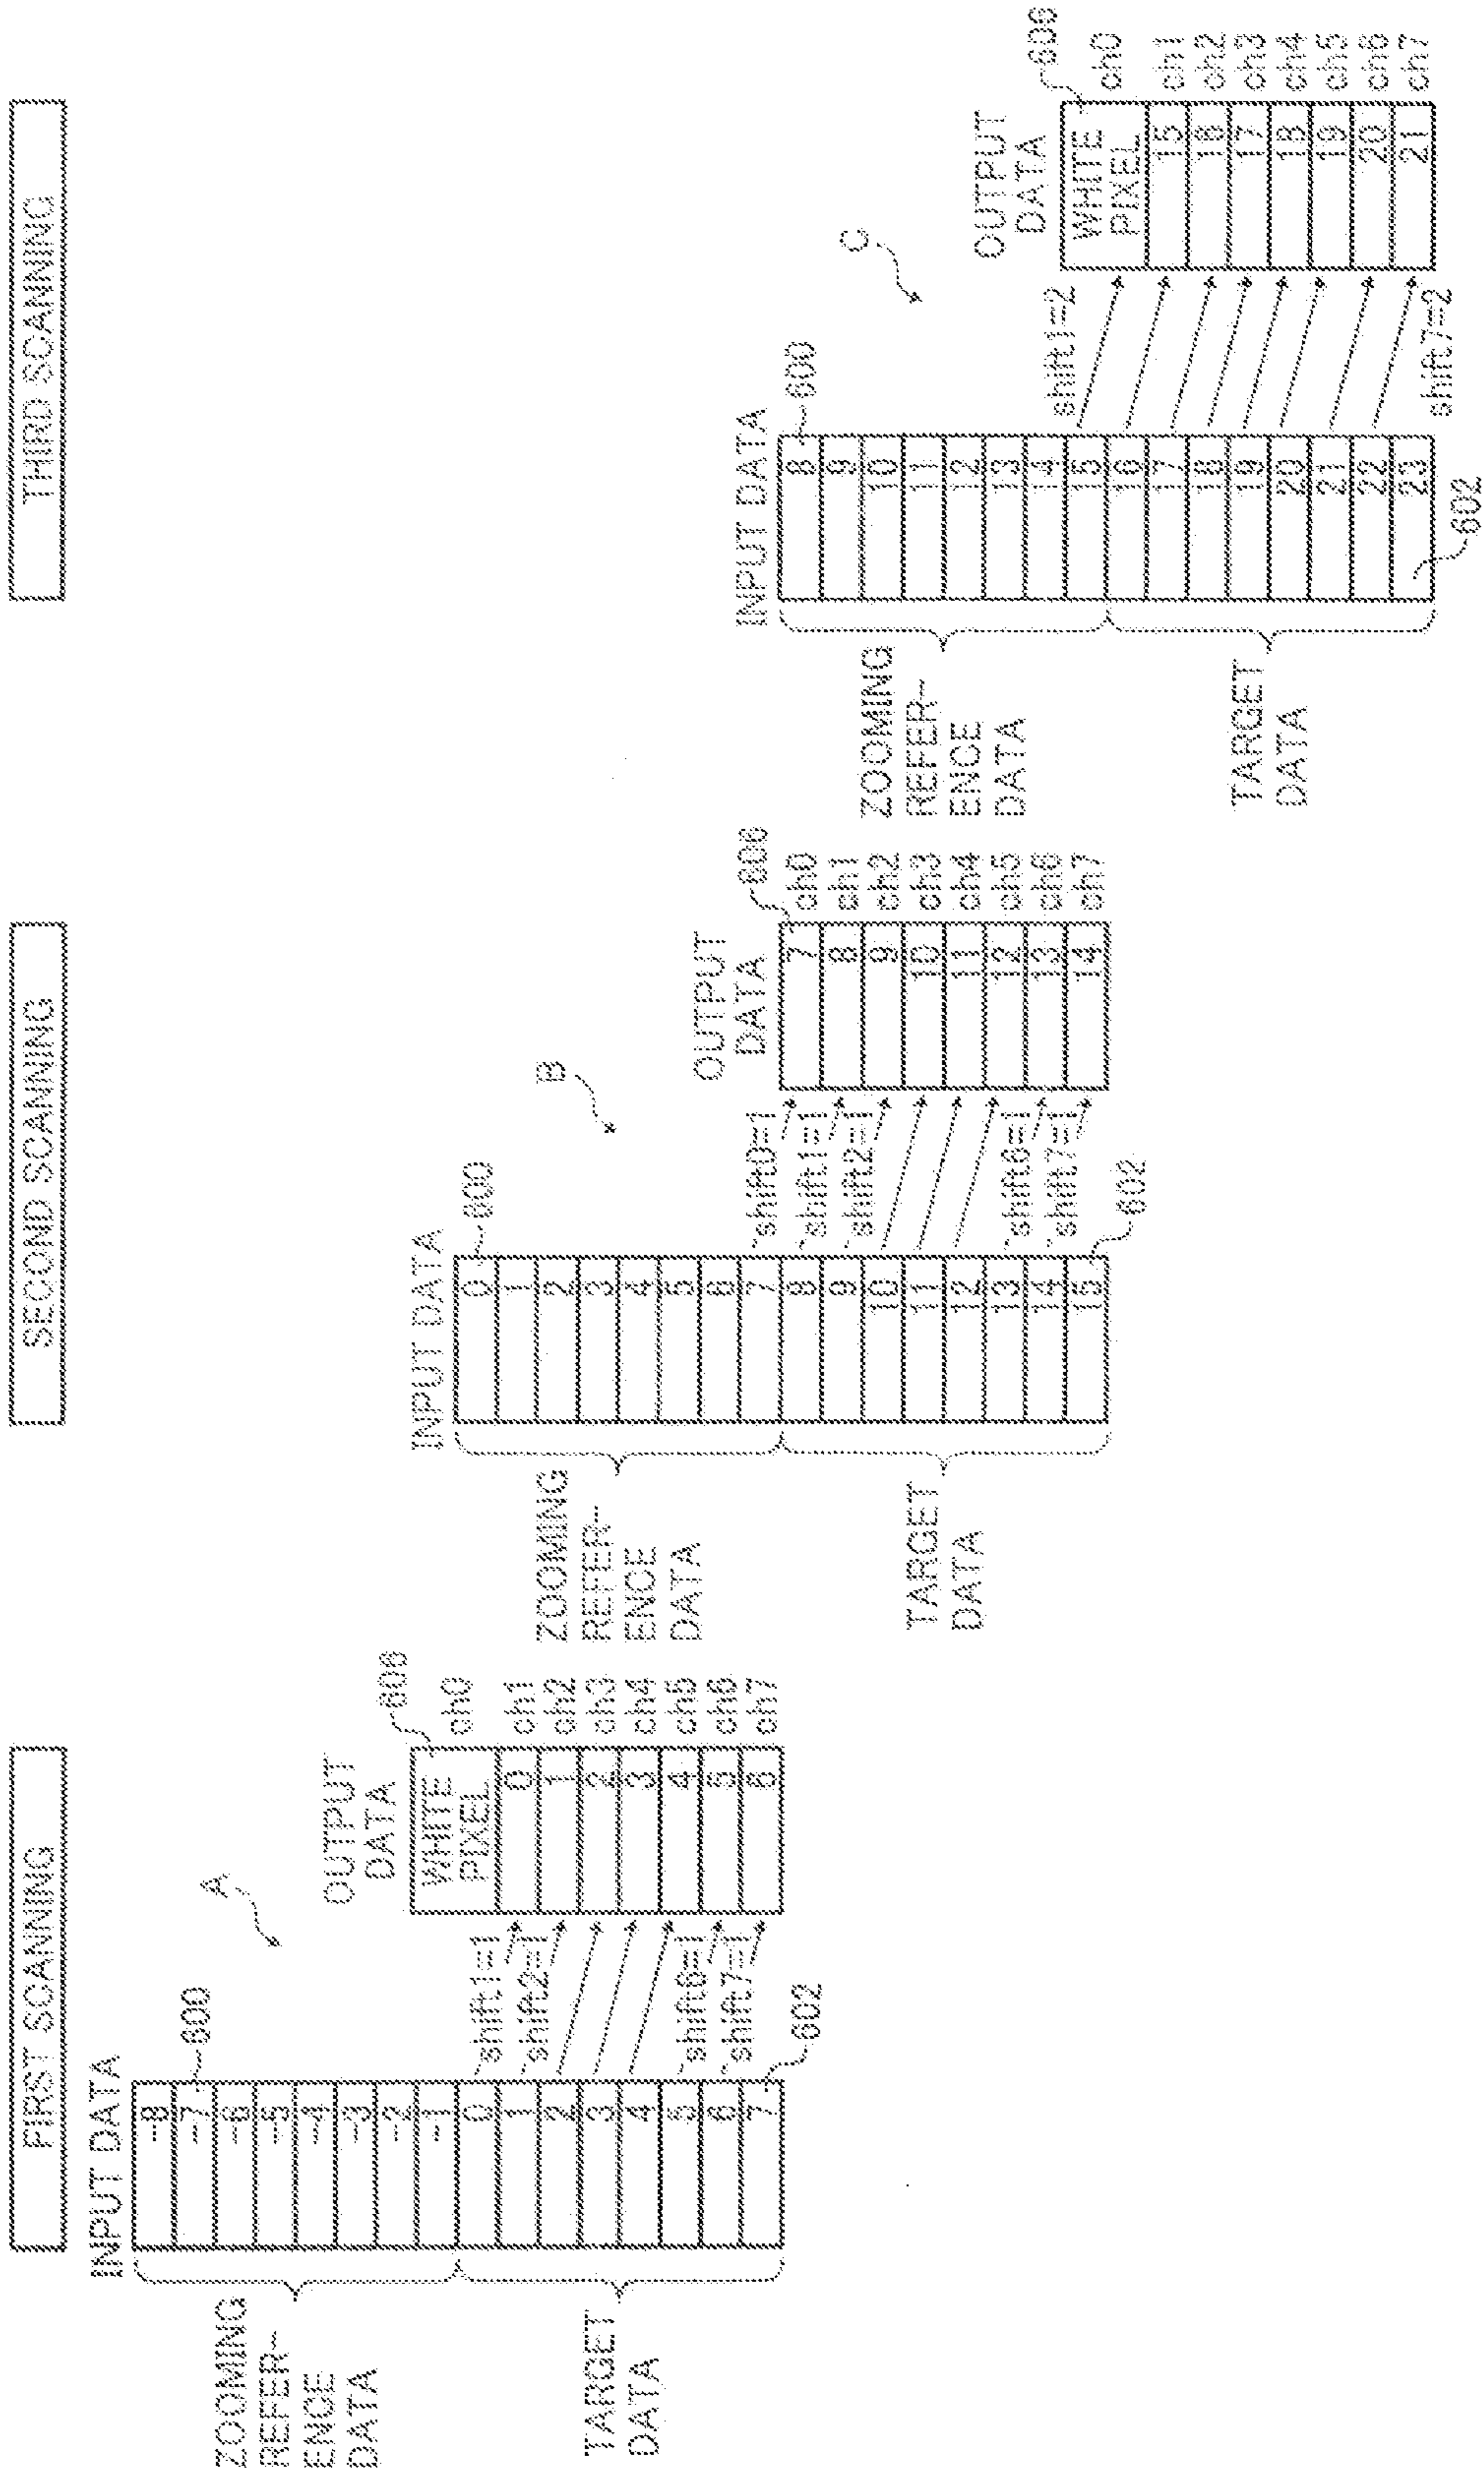 FIRST SCANNING
A
INPUT DATA
600
-8
-7
-6
-5
-4
-3
-2
-1
0
1
2
3
4
5
6
7
602
ZOOMING
REFER-
ENCE
DATA
TARGET
DATA
shift1=1
shift2=1
shift6=1
shift7=1
OUTPUT
DATA
606
WHITE
PIXEL
0
1
2
3
4
5
6
ch0
ch1
ch2
ch3
ch4
ch5
ch6
ch7
SECOND SCANNING
B
INPUT DATA
600
0
1
2
3
4
5
6
7
8
9
10
11
12
13
14
15
602
ZOOMING
REFER-
ENCE
DATA
TARGET
DATA
shift0=1
shift1=1
shift2=1
shift6=1
shift7=1
OUTPUT
DATA
606
7
8
9
10
11
12
13
14
ch0
ch1
ch2
ch3
ch4
ch5
ch6
ch7
THIRD SCANNING
C
INPUT DATA
600
8
9
10
11
12
13
14
15
16
17
18
19
20
21
22
23
602
ZOOMING
REFER-
ENCE
DATA
TARGET
DATA
shift1=2
shift7=2
OUTPUT
DATA
606
WHITE
PIXEL
15
16
17
18
19
20
21
ch0
ch1
ch2
ch3
ch4
ch5
ch6
ch7